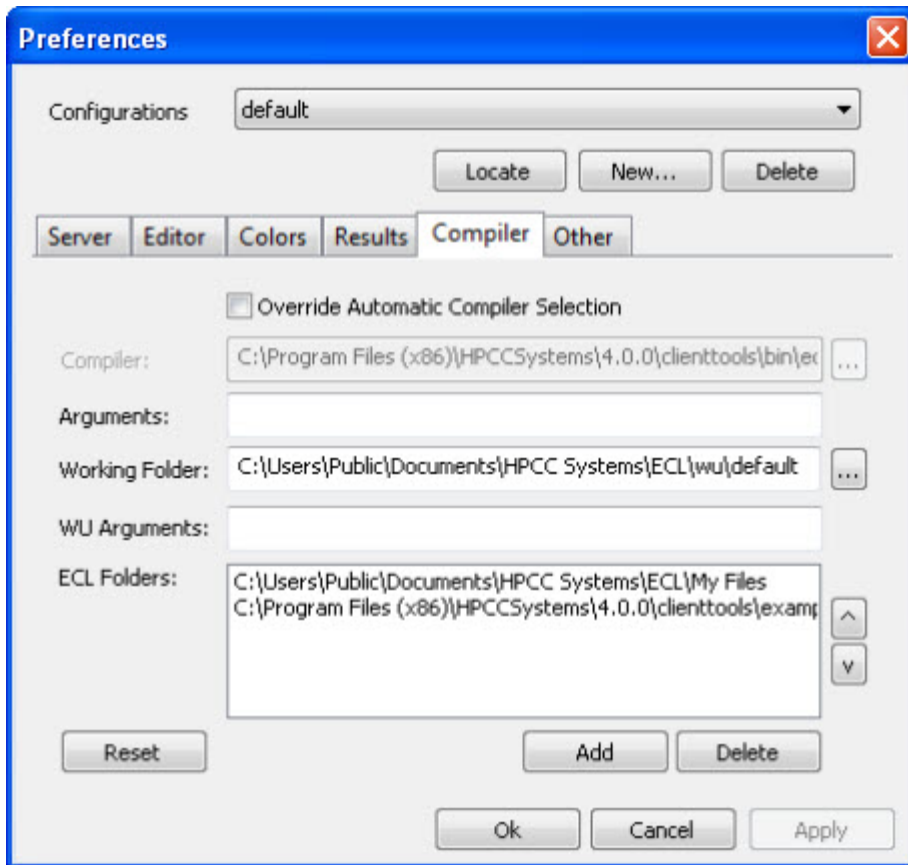 Preferences
Configurations default
Locate New... Delete
Server Editor Colors Results Compiler Other
Override Automatic Compiler Selection
Compiler: C:\Program Files (x86)\HPCCSystems\4.0.0\clienttools\bin\ec ...
Arguments:
Working Folder: C:\Users\Public\Documents\HPCC Systems\ECL\wu\default ...
WU Arguments:
ECL Folders: C:\Users\Public\Documents\HPCC Systems\ECL\My Files
C:\Program Files (x86)\HPCCSystems\4.0.0\clienttools\examp
Reset Add Delete
Ok Cancel Apply